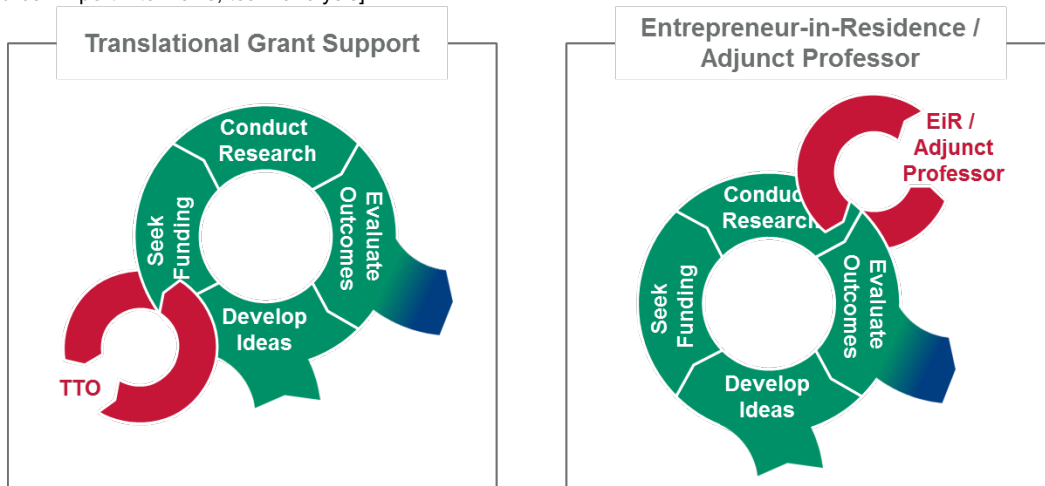 Translational Grant Support
Conduct
Research
Evaluate
Outcomes
Seek
Funding
Develop
Ideas
TTO
Entrepreneur-in-Residence /
Adjunct Professor
EiR /
Adjunct
Professor
Conduct
Research
Evaluate
Outcomes
Seek
Funding
Develop
Ideas